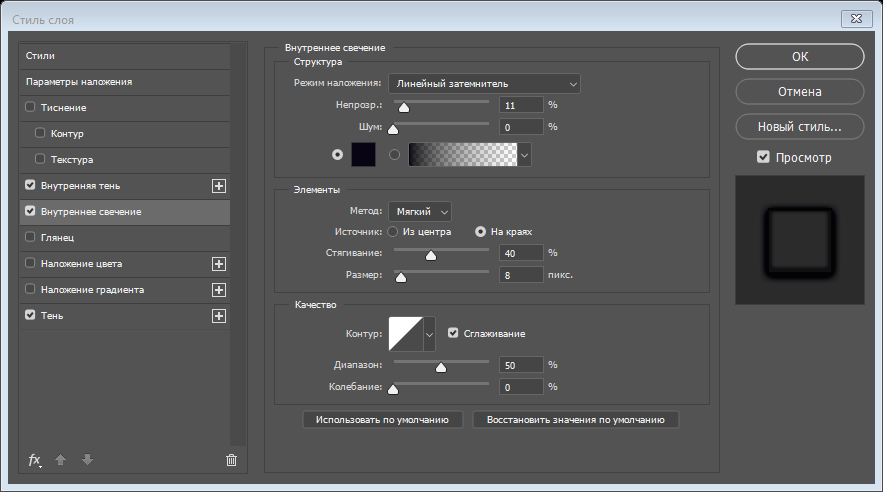 Стиль слоя
Стили
Параметры наложения
Тиснение
Контур
Текстура
Внутренняя тень
Внутреннее свечение
Глянец
Наложение цвета
Наложение градиента
Тень
fx
Внутреннее свечение
Структура
Режим наложения: Линейный затемнитель
Непрозр.: 11 %
Шум: 0 %
Элементы
Метод: Мягкий
Источник: Из центра На краях
Стягивание: 40 %
Размер: 8 пикс.
Качество
Контур: Сглаживание
Диапазон: 50 %
Колебание: 0 %
Использовать по умолчанию Восстановить значения по умолчанию
OK
Отмена
Новый стиль...
Просмотр